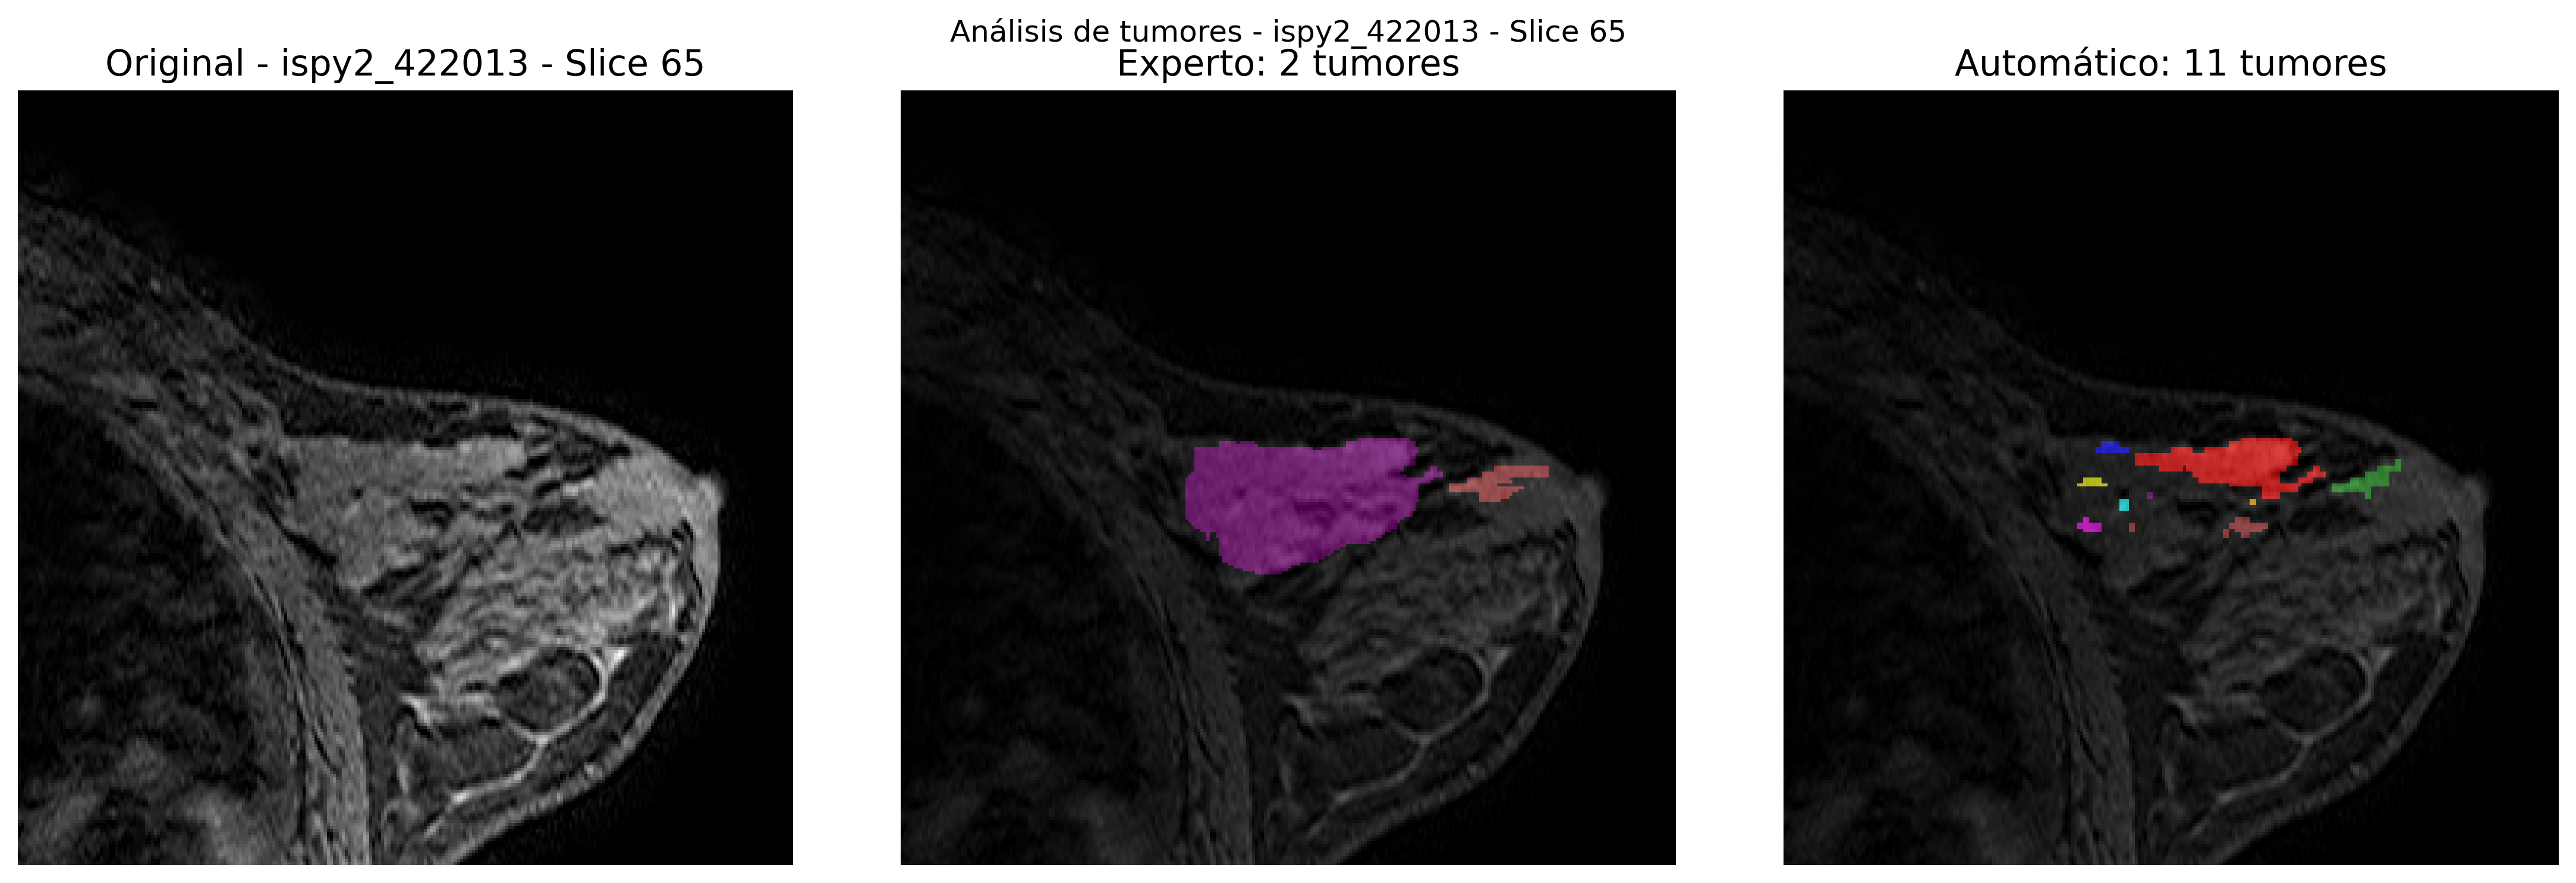 Análisis de tumores - ispy2_422013 - Slice 65
Original - ispy2_422013 - Slice 65
Experto: 2 tumores
Automático: 11 tumores